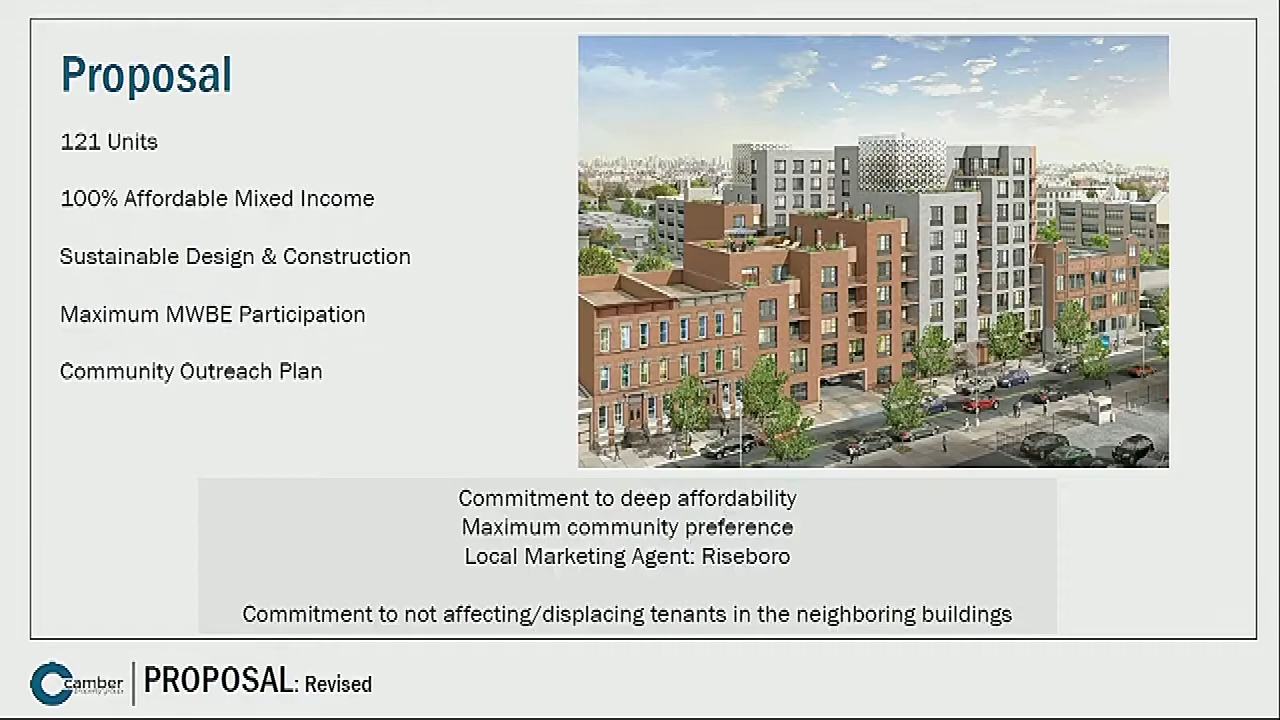 Proposal
121 Units
100% Affordable Mixed Income
Sustainable Design & Construction
Maximum MWBE Participation
Community Outreach Plan
Commitment to deep affordability
Maximum community preference
Local Marketing Agent: Riseboro
Commitment to not affecting/displacing tenants in the neighboring buildings
camber
property group
PROPOSAL: Revised